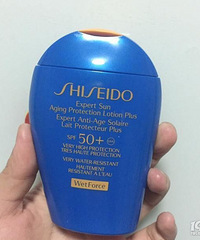 SHISEIDO
Expert Sun
Aging Protection Lotion Plus
Expert Anti-Age Solaire
Lait Protecteur Plus
SPF 50+
VERY HIGH PROTECTION
TRÈS HAUTE PROTECTION
VERY WATER-RESISTANT
HAUTEMENT
RÉSISTANT À L'EAU
WetForce